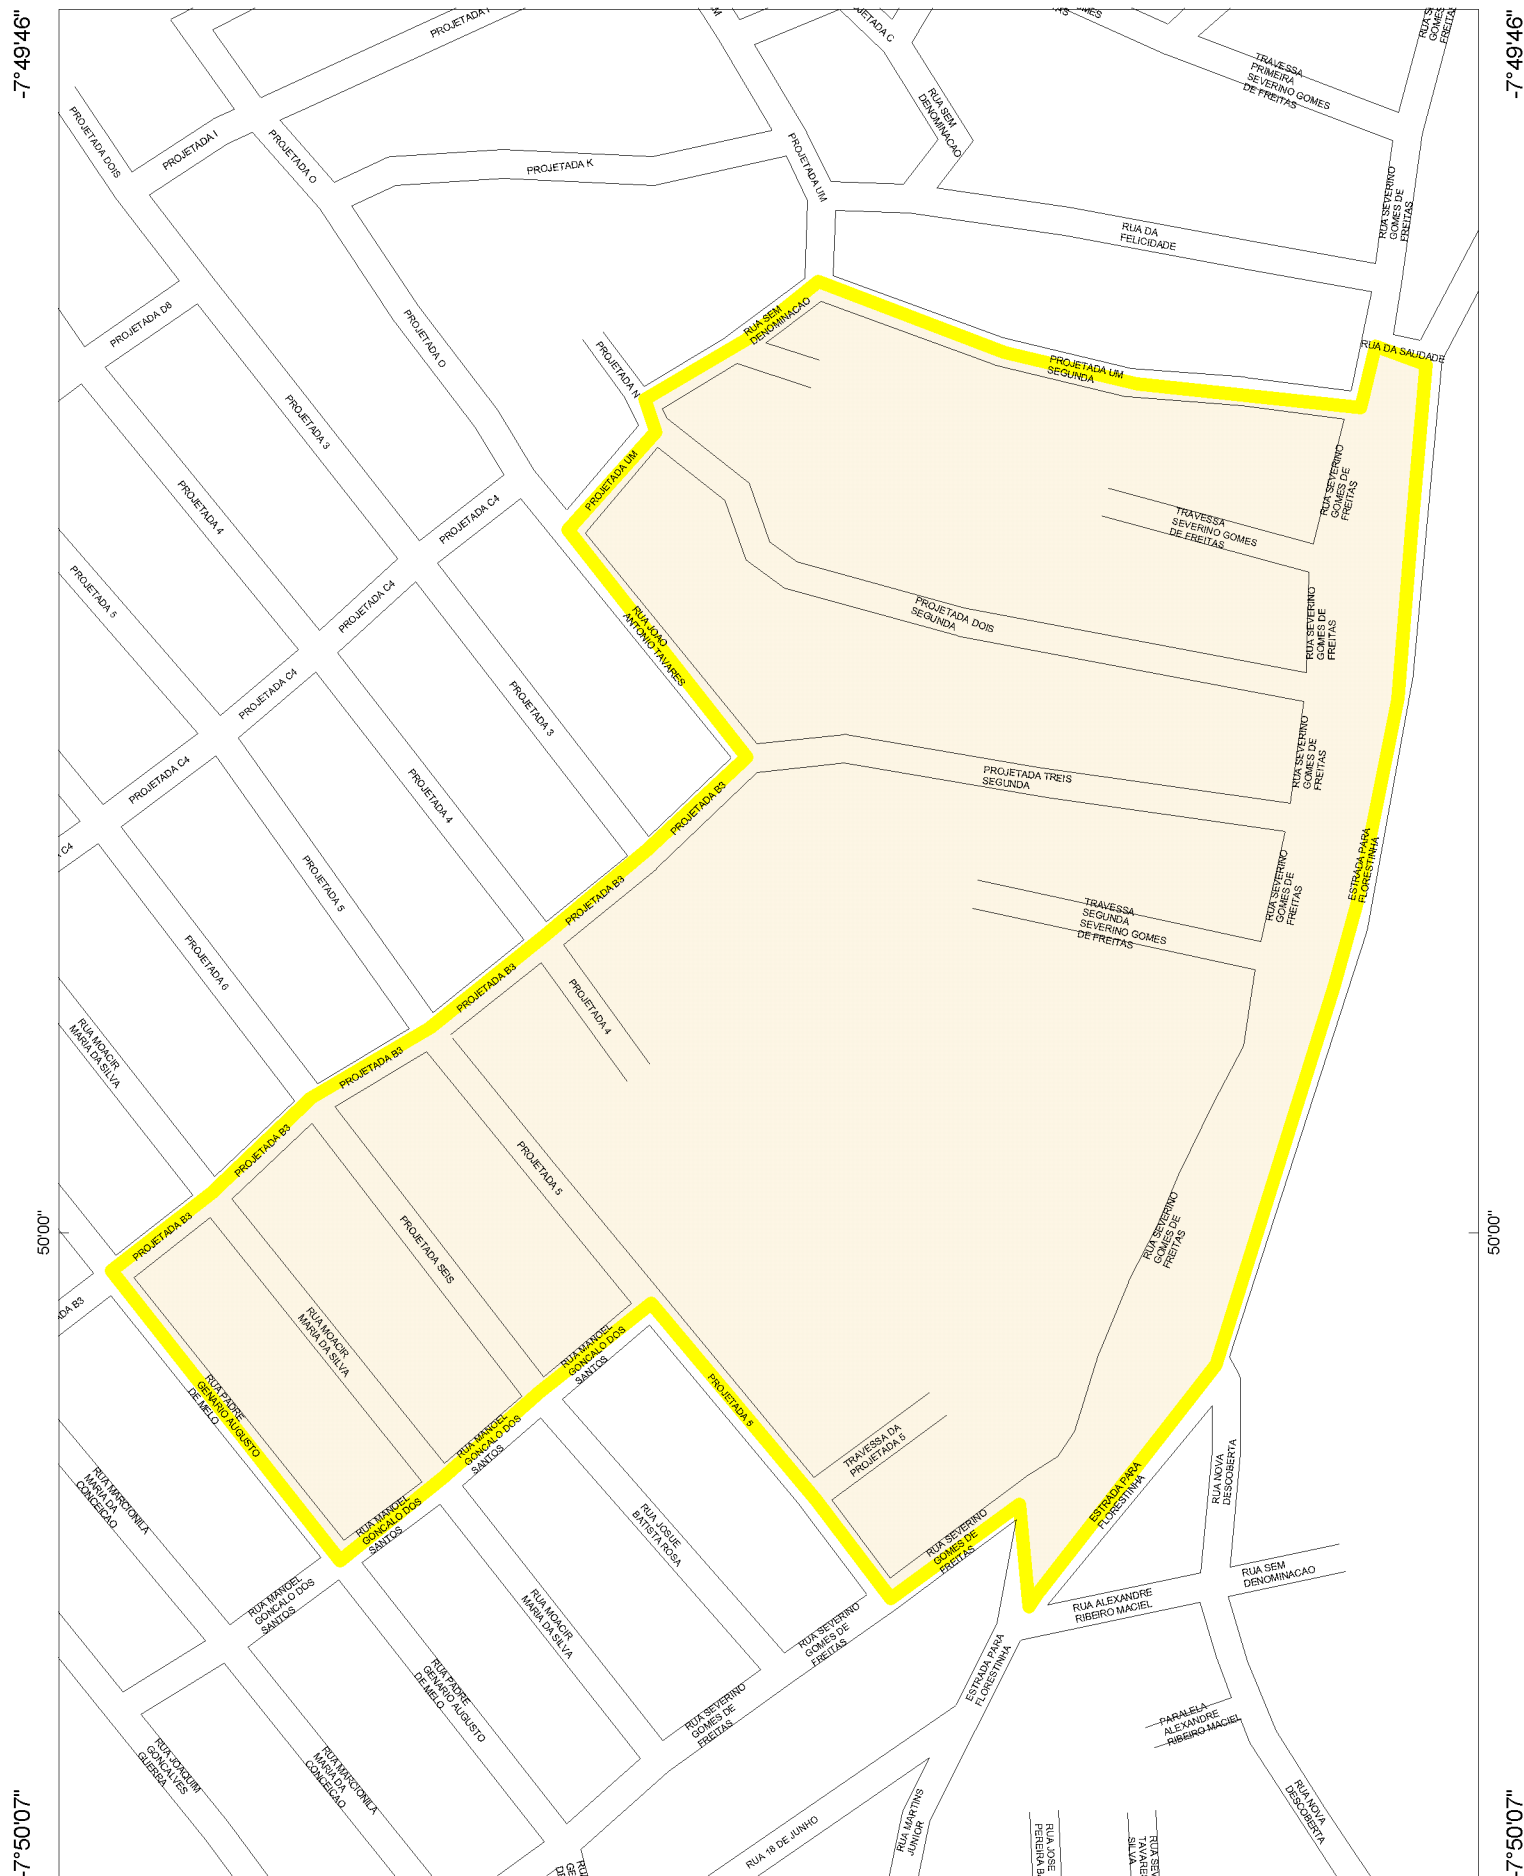 -7°49'46"
-7°49'46"
PROJETADA I
PROJETADA C
RUA SEM
DENOMINACAO
TRAVESSA
PRIMEIRA
SEVERINO GOMES
DE FREITAS
PROJETADA DOIS
PROJETADA I
PROJETADA O
PROJETADA K
PROJETADA UM
RUA SEVERINO
GOMES DE
FREITAS
RUA DA
FELICIDADE
PROJETADA D8
PROJETADA O
RUA SEM
DENOMINACAO
PROJETADA N
PROJETADA UM
SEGUNDA
RUA DA SAUDADE
PROJETADA 3
PROJETADA 4
PROJETADA C4
PROJETADA UM
RUA SEVERINO
GOMES DE
FREITAS
TRAVESSA
SEVERINO GOMES
DE FREITAS
PROJETADA 5
PROJETADA C4
RUA JOAO
ANTONIO TAVARES
PROJETADA DOIS
SEGUNDA
RUA SEVERINO
GOMES DE
FREITAS
PROJETADA C4
PROJETADA 3
PROJETADA C4
PROJETADA 4
PROJETADA B3
PROJETADA TREIS
SEGUNDA
RUA SEVERINO
GOMES DE
FREITAS
C4
PROJETADA 5
PROJETADA B3
TRAVESSA
SEGUNDA
SEVERINO GOMES
DE FREITAS
RUA SEVERINO
GOMES DE
FREITAS
ESTRADA PARA
FLORESTINHA
PROJETADA 6
PROJETADA B3
PROJETADA 4
RUA MOACIR
MARIA DA SILVA
PROJETADA B3
PROJETADA B3
PROJETADA 5
50'00"
PROJETADA B3
PROJETADA SEIS
RUA SEVERINO
GOMES DE
FREITAS
50'00"
DA B3
RUA MOACIR
MARIA DA SILVA
RUA MANOEL
GONCALO DOS
SANTOS
RUA PADRE
GENARIO AUGUSTO
DE MELO
RUA MANOEL
GONCALO DOS
SANTOS
PROJETADA 5
TRAVESSA DA
PROJETADA 5
RUA MARCIONILA
MARIA DA
CONCEICAO
RUA MANOEL
GONCALO DOS
SANTOS
RUA JOSUE
BATISTA ROSA
RUA SEVERINO
GOMES DE
FREITAS
ESTRADA PARA
FLORESTINHA
RUA NOVA
DESCOBERTA
RUA MANOEL
GONCALO DOS
SANTOS
RUA MOACIR
MARIA DA SILVA
RUA SEVERINO
GOMES DE
FREITAS
RUA ALEXANDRE
RIBEIRO MACIEL
RUA SEM
DENOMINACAO
RUA PADRE
GENARIO AUGUSTO
DE MELO
RUA SEVERINO
GOMES DE
FREITAS
ESTRADA PARA
FLORESTINHA
PARALELA
ALEXANDRE
RIBEIRO MACIEL
RUA JOAQUIM
GONCALVES
GUERRA
RUA MARCIONILA
MARIA DA
CONCEICAO
RUA 18 DE JUNHO
RUA MARTINS
JUNIOR
RUA JOSE
PEREIRA
RUA
TAVARES
SILVA
RUA NOVA
DESCOBERTA
-7°50'07"
-7°50'07"